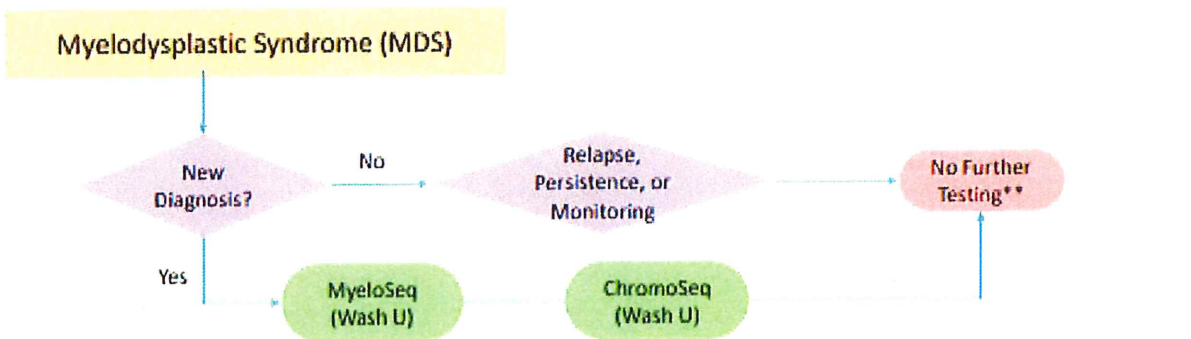 Myelodysplastic Syndrome (MDS)
New
Diagnosis?
No
Relapse,
Persistence, or
Monitoring
No Further
Testing**
Yes
MyeloSeq
(Wash U)
ChromoSeq
(Wash U)